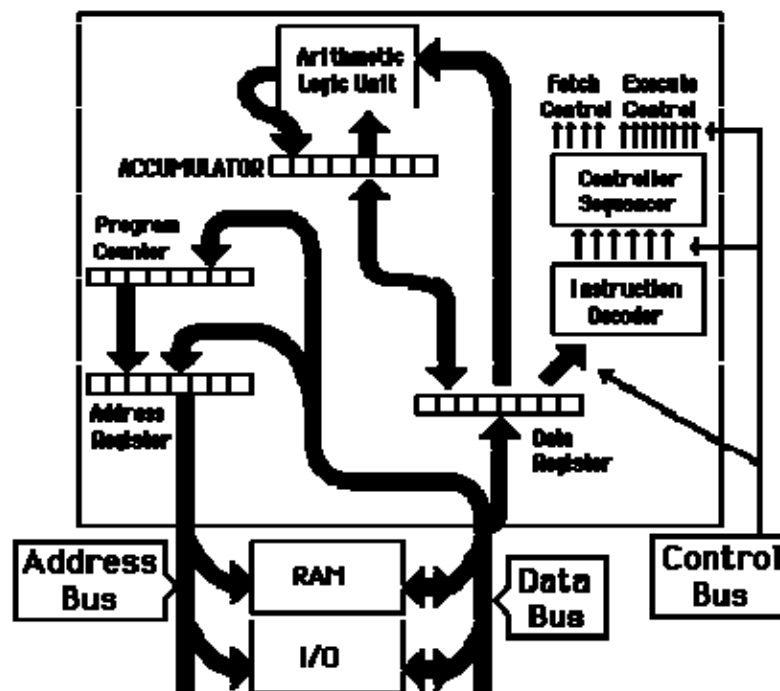 Arithmetic
Logic Unit
Fetch Execute
Control Control
ACCUMULATOR
Controller
Sequencer
Program
Counter
Instruction
Decoder
Address
Register
Data
Register
Address
Bus
RAM
Data
Bus
Control
Bus
I/O